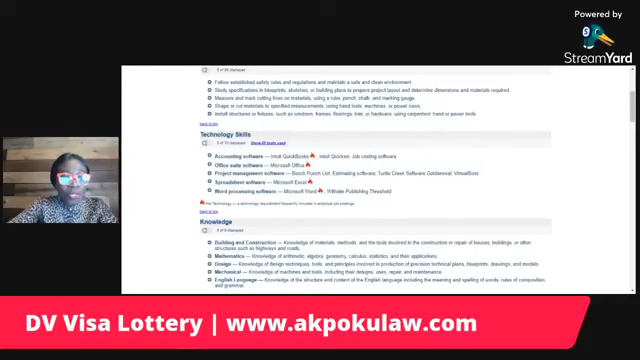 Powered by
StreamYard
5 of 25 displayed
Follow established safety rules and regulations and maintain a safe and clean environment.
Study specifications in blueprints, sketches, or building plans to prepare project layout and determine dimensions and materials required.
Measure and mark cutting lines on materials, using a ruler, pencil, chalk, and marking gauge.
Shape or cut materials to specified measurements, using hand tools, machines, or power saws.
Install structures or fixtures, such as windows, frames, floorings, trim, or hardware, using carpenters' hand or power tools.
back to top
Technology Skills
5 of 10 displayed Show all tools used
Accounting software — Intuit QuickBooks ; Intuit Quicken; Job costing software
Office suite software — Microsoft Office
Project management software — Bosch Punch List; Estimating software; Turtle Creek Software Goldenseal; VirtualBoss
Spreadsheet software — Microsoft Excel
Word processing software — Microsoft Word ; Wilhelm Publishing Threshold
Hot Technology — a technology requirement frequently included in employer job postings.
back to top
Knowledge
Building and Construction — Knowledge of materials, methods, and the tools involved in the construction or repair of houses, buildings, or other
structures such as highways and roads.
Mathematics — Knowledge of arithmetic, algebra, geometry, calculus, statistics, and their applications.
Design — Knowledge of design techniques, tools, and principles involved in production of precision technical plans, blueprints, drawings, and models.
Mechanical — Knowledge of machines and tools, including their designs, uses, repair, and maintenance.
English Language — Knowledge of the structure and content of the English language including the meaning and spelling of words, rules of composition,
and grammar.
DV Visa Lottery | www.akpokulaw.com